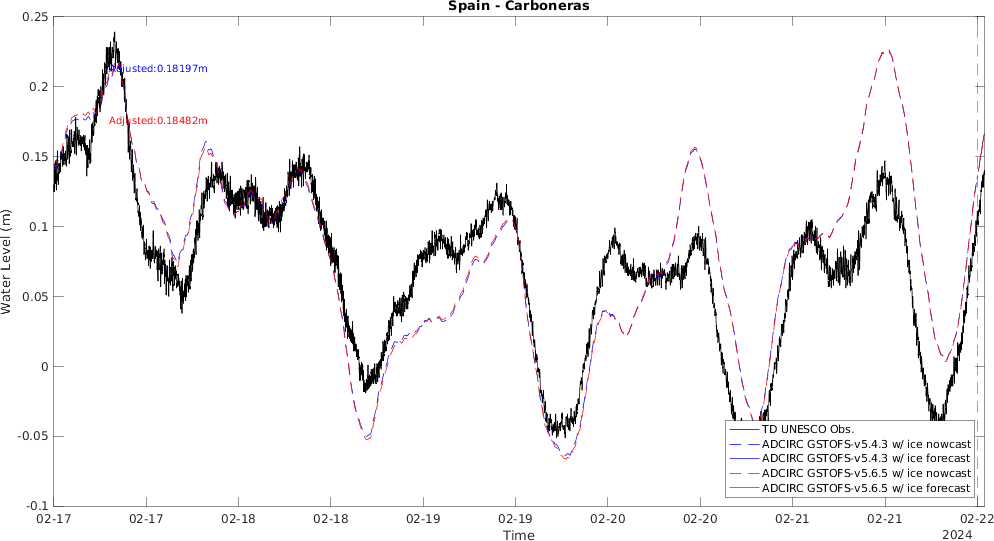 Spain - Carboneras
0.25
0.2
0.15
0.1
0.05
0
-0.05
-0.1
Water Level (m)
Adjusted:0.18197m
Adjusted:0.18482m
TD UNESCO Obs.
ADCIRC GSTOFS-v5.4.3 w/ ice nowcast
ADCIRC GSTOFS-v5.4.3 w/ ice forecast
ADCIRC GSTOFS-v5.6.5 w/ ice nowcast
ADCIRC GSTOFS-v5.6.5 w/ ice forecast
02-17 02-17 02-18 02-18 02-19 02-19 02-20 02-20 02-21 02-21 02-22
Time
2024